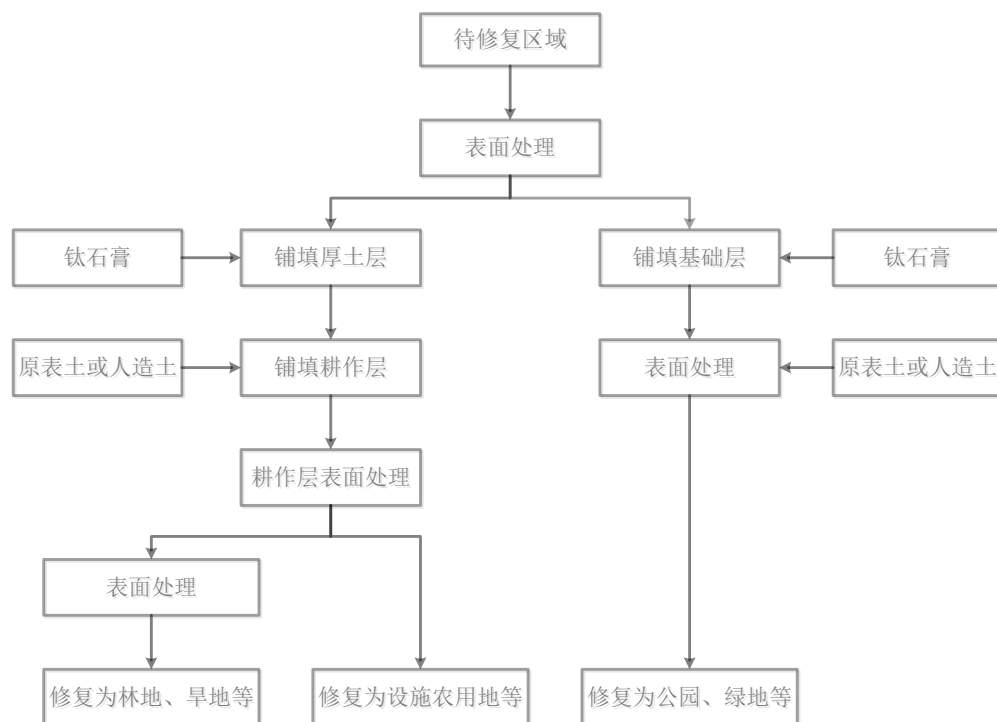 待修复区域
表面处理
钛石膏
铺填厚土层
铺填基础层
钛石膏
原表土或人造土
铺填耕作层
表面处理
原表土或人造土
耕作层表面处理
表面处理
修复为林地、旱地等
修复为设施农用地等
修复为公园、绿地等